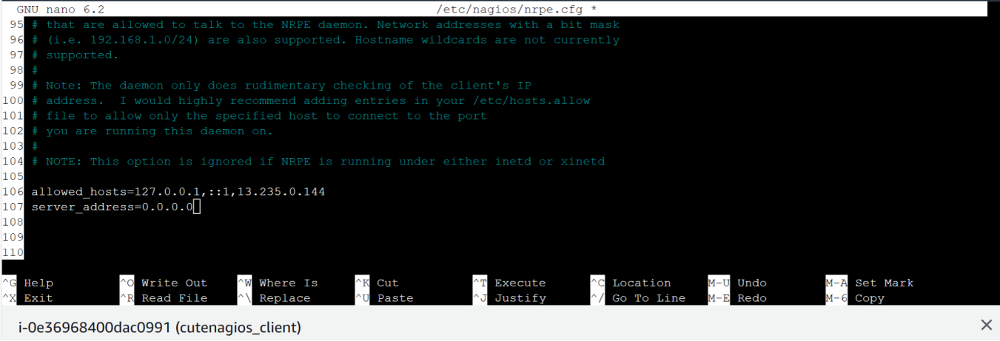 GNU nano 6.2 /etc/nagios/nrpe.cfg *
95 # that are allowed to talk to the NRPE daemon. Network addresses with a bit mask
96 # (i.e. 192.168.1.0/24) are also supported. Hostname wildcards are not currently
97 # supported.
98 #
99 # Note: The daemon only does rudimentary checking of the client's IP
100 # address.  I would highly recommend adding entries in your /etc/hosts.allow
101 # file to allow only the specified host to connect to the port
102 # you are running this daemon on.
103 #
104 # NOTE: This option is ignored if NRPE is running under either inetd or xinetd
105
106 allowed_hosts=127.0.0.1,::1,13.235.0.144
107 server_address=0.0.0.0
108
109
110
^G Help ^O Write Out ^W Where Is ^K Cut ^T Execute ^C Location M-U Undo M-A Set Mark
^X Exit ^R Read File ^\ Replace ^U Paste ^J Justify ^/ Go To Line M-E Redo M-6 Copy
i-0e36968400dac0991 (cutenagios_client)